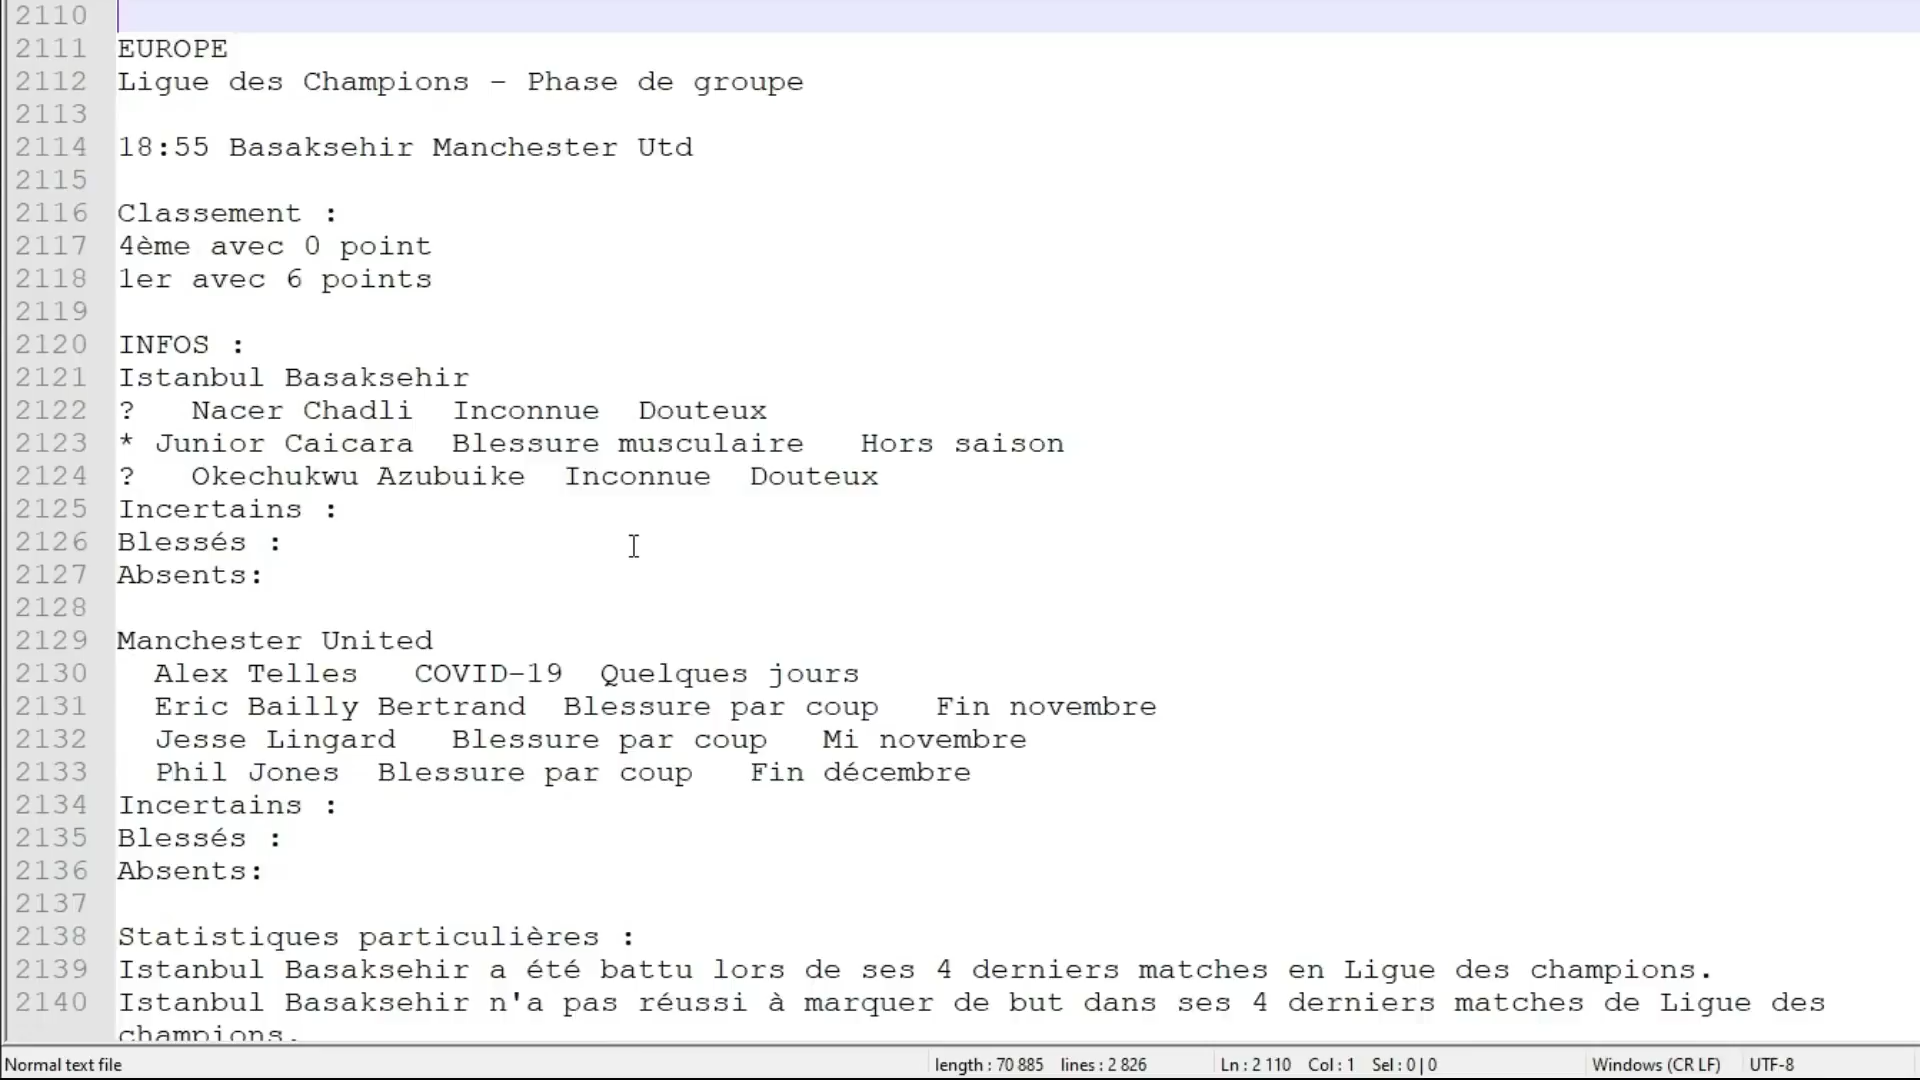 2110
2111 EUROPE
2112 Ligue des Champions - Phase de groupe
2113
2114 18:55 Basaksehir Manchester Utd
2115
2116 Classement :
2117 4ème avec 0 point
2118 1er avec 6 points
2119
2120 INFOS :
2121 Istanbul Basaksehir
2122 ? Nacer Chadli Inconnue Douteux
2123 * Junior Caicara Blessure musculaire Hors saison
2124 ? Okechukwu Azubuike Inconnue Douteux
2125 Incertains :
2126 Blessés :
2127 Absents:
2128
2129 Manchester United
2130 Alex Telles COVID-19 Quelques jours
2131 Eric Bailly Bertrand Blessure par coup Fin novembre
2132 Jesse Lingard Blessure par coup Mi novembre
2133 Phil Jones Blessure par coup Fin décembre
2134 Incertains :
2135 Blessés :
2136 Absents:
2137
2138 Statistiques particulières :
2139 Istanbul Basaksehir a été battu lors de ses 4 derniers matches en Ligue des champions.
2140 Istanbul Basaksehir n'a pas réussi à marquer de but dans ses 4 derniers matches de Ligue des
champions.
Normal text file length : 70 885 lines : 2 826 Ln : 2 110 Col : 1 Sel : 0 | 0 Windows (CR LF) UTF-8